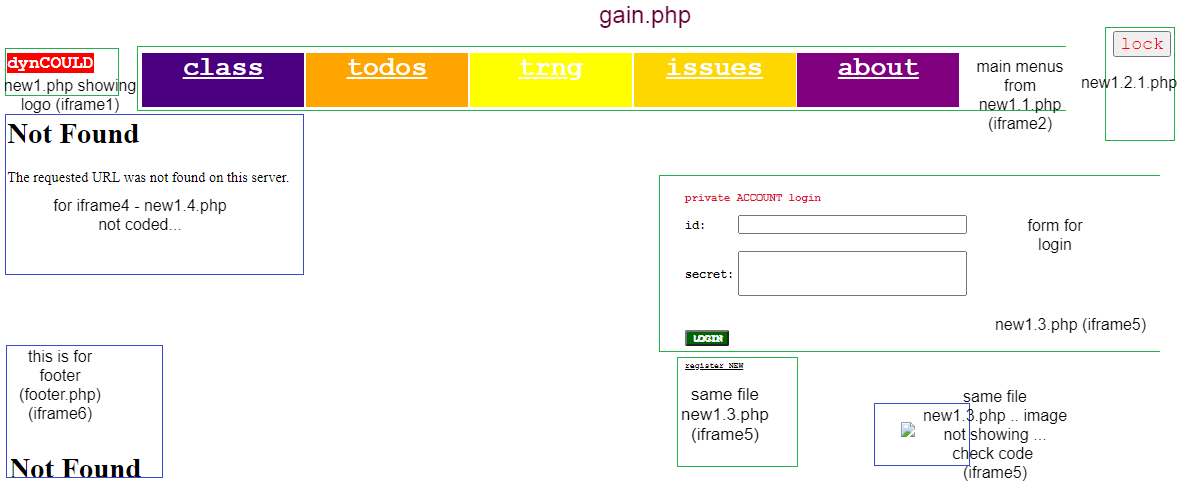 gain.php
dynCOULD
new1.php showing
logo (iframe1)
class
todos
trng
issues
about
main menus
from
new1.1.php
(iframe2)
lock
new1.2.1.php
Not Found
The requested URL was not found on this server.
for iframe4 - new1.4.php
not coded...
private ACCOUNT login
id:
secret:
LOGIN
form for
login
new1.3.php (iframe5)
this is for
footer
(footer.php)
(iframe6)
Not Found
register NEW
same file
new1.3.php
(iframe5)
same file
new1.3.php .. image
not showing ...
check code
(iframe5)